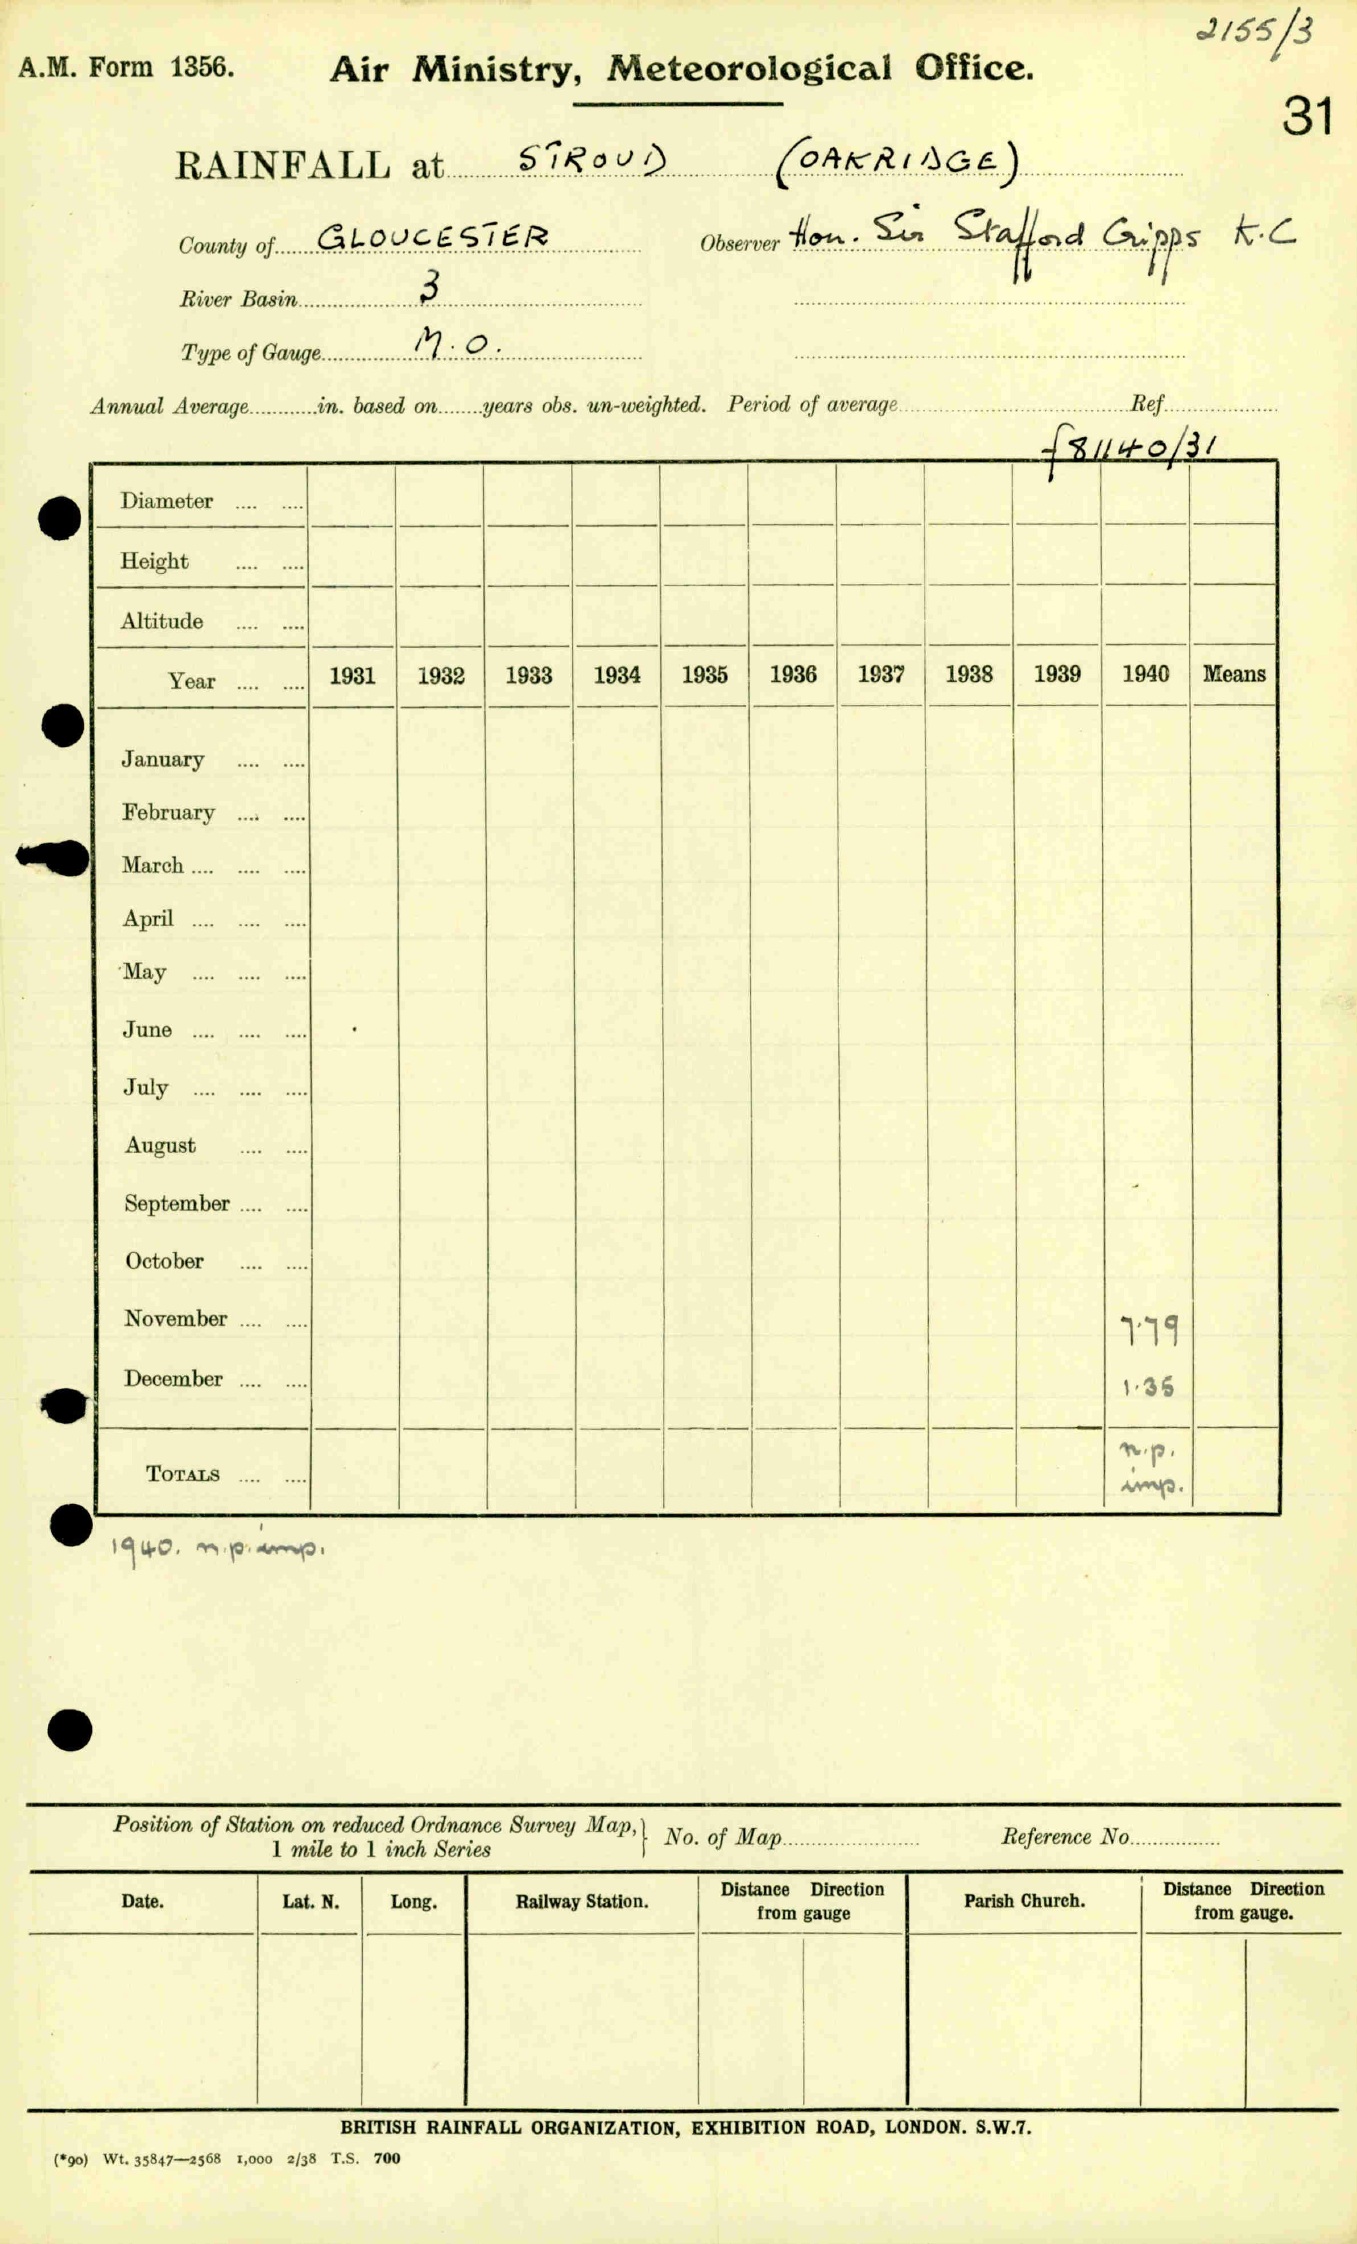 2155/3
A.M. Form 1356. Air Ministry, Meteorological Office.
31
RAINFALL at STROUD (OAKRIDGE)
County of GLOUCESTER Observer Hon. Sir Stafford Cripps K.C
River Basin 3
Type of Gauge M.O.
Annual Average in. based on years obs. un-weighted. Period of average Ref.
f81140/31
Diameter
Height
Altitude
Year 1931 1932 1933 1934 1935 1936 1937 1938 1939 1940 Means
January
February
March
April
May
June
July
August
September
October
November 7.79
December 1.35
TOTALS n.p. imp.
1940. n.p. imp.
Position of Station on reduced Ordnance Survey Map, 1 mile to 1 inch Series } No. of Map Reference No.
Date. Lat. N. Long. Railway Station. Distance Direction from gauge Parish Church. Distance Direction from gauge.
BRITISH RAINFALL ORGANIZATION, EXHIBITION ROAD, LONDON. S.W.7.
(*90) Wt. 35847—2568 1,000 2/38 T.S. 700